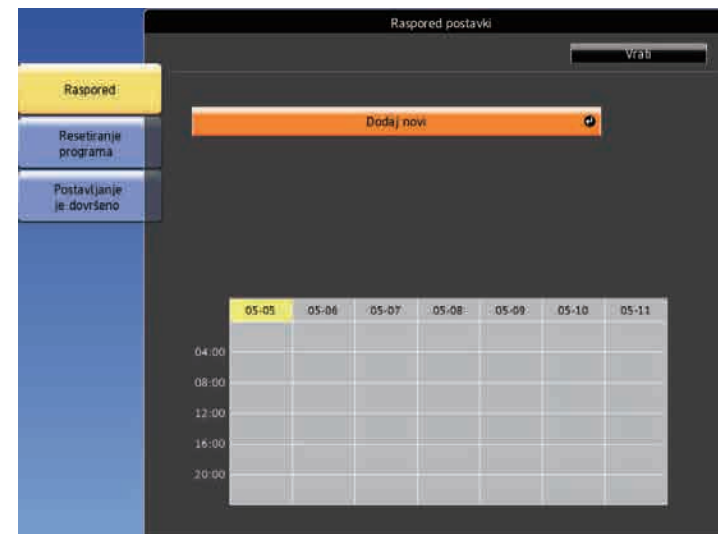 Raspored postavki
Vrati
Raspored
Dodaj novi
Resetiranje
programa
Postavljanje
je dovršeno
05-05 05-06 05-07 05-08 05-09 05-10 05-11
04:00
08:00
12:00
16:00
20:00